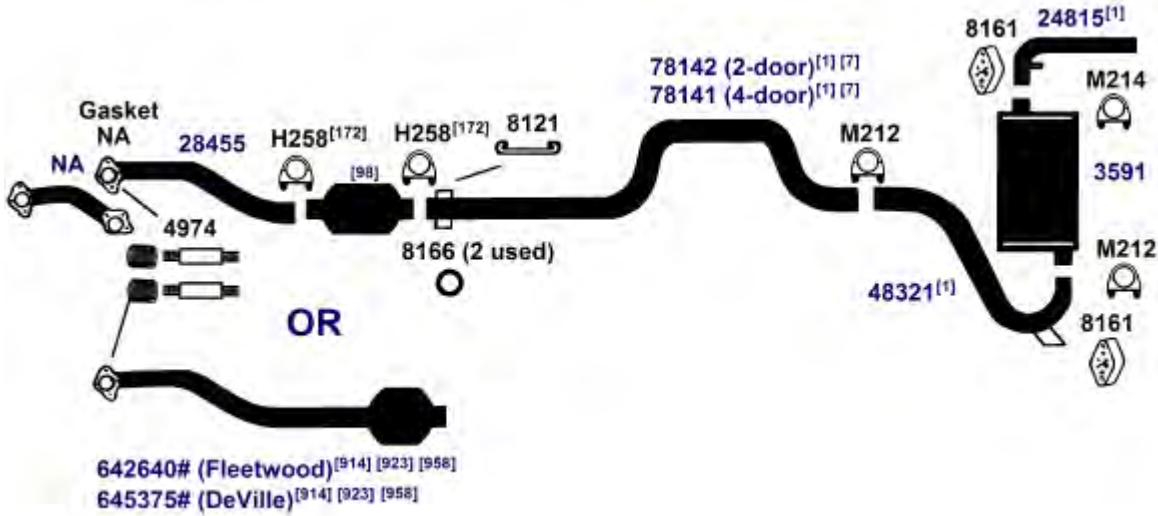 8161
24815[1]
78142 (2-door)[1] [7]
78141 (4-door)[1] [7]
M214
Gasket
NA
NA
28455
H258[172]
H258[172]
8121
M212
[98]
3591
4974
8166 (2 used)
M212
48321[1]
OR
8161
642640# (Fleetwood)[914] [923] [958]
645375# (DeVille)[914] [923] [958]